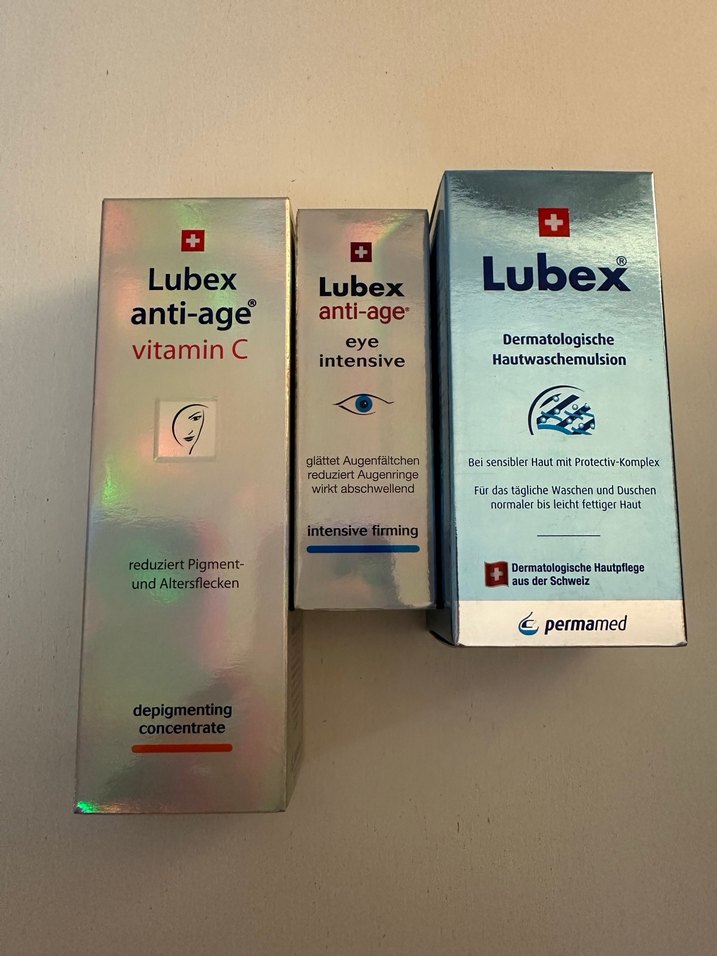 Lubex
anti-age®
vitamin C
reduziert Pigment-
und Altersflecken
depigmenting
concentrate
Lubex
anti-age®
eye
intensive
glättet Augenfältchen
reduziert Augenringe
wirkt abschwellend
intensive firming
Lubex®
Dermatologische
Hautwaschemulsion
Bei sensibler Haut mit Protectiv-Komplex
Für das tägliche Waschen und Duschen
normaler bis leicht fettiger Haut
Dermatologische Hautpflege
aus der Schweiz
permamed